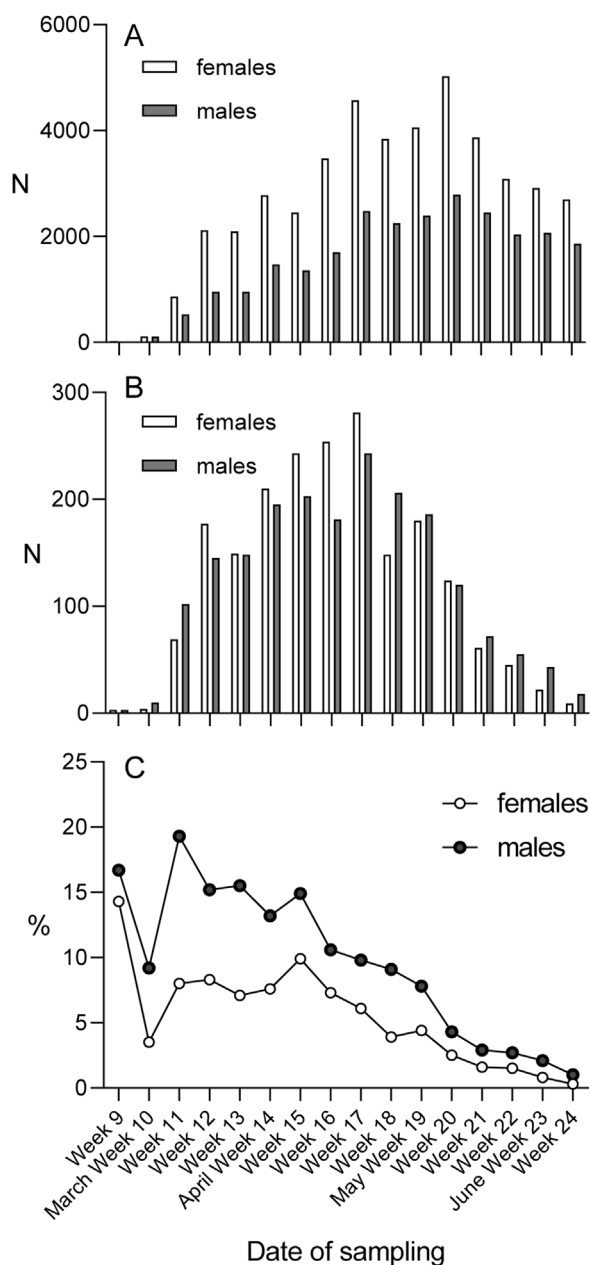 A
6000
4000
2000
0
N
females
males
B
300
200
100
0
N
females
males
C
25
20
15
10
5
0
%
females
males
Week 9
March Week 10
Week 11
Week 12
Week 13
April Week 14
Week 15
Week 16
Week 17
Week 18
May Week 19
Week 20
Week 21
Week 22
June Week 23
Week 24
Date of sampling